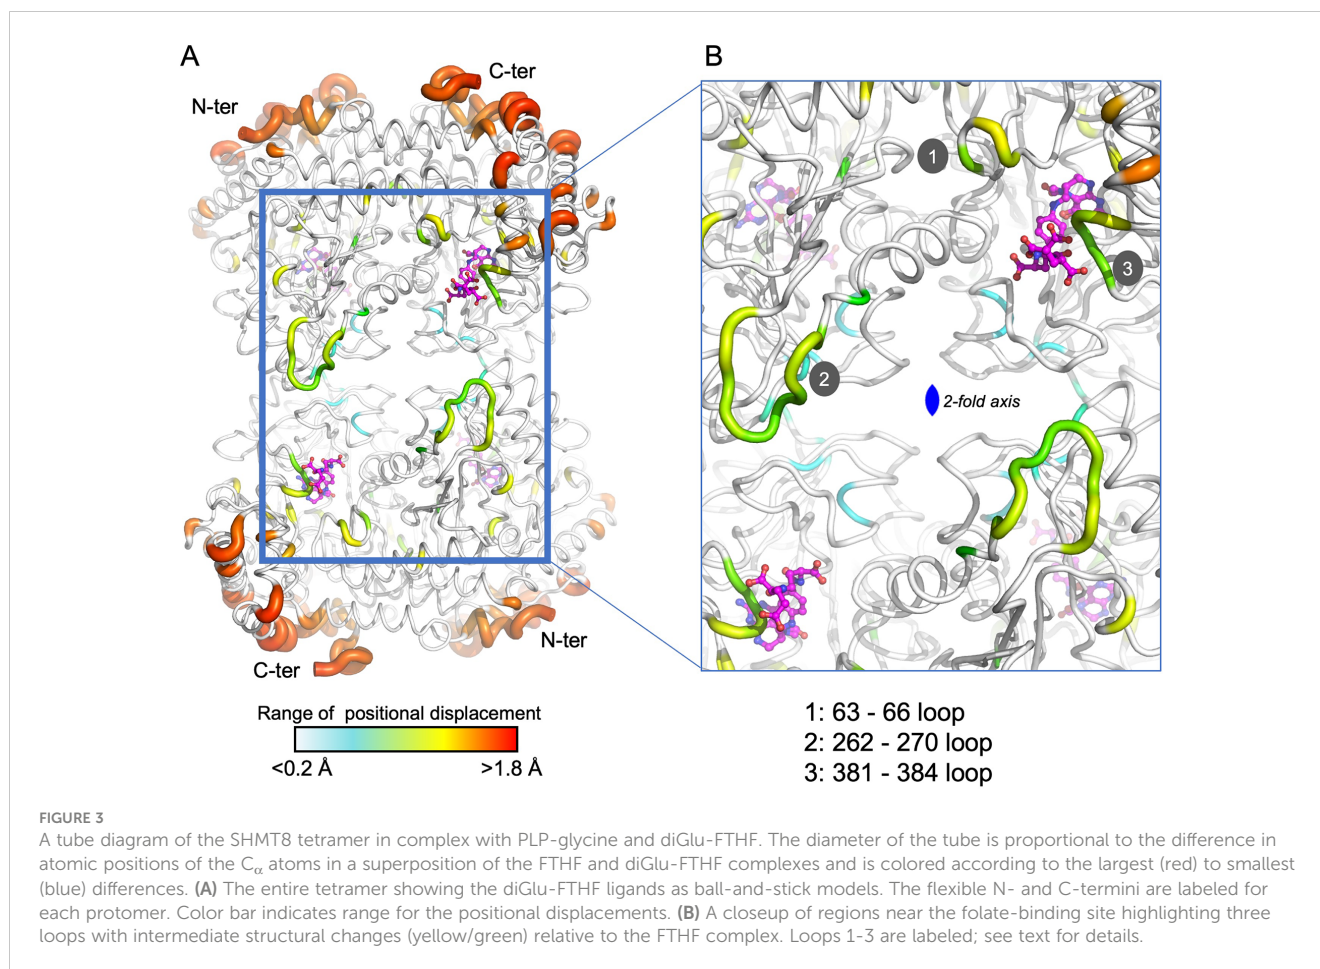 A
B
C-ter
N-ter
1
3
2
2-fold axis
N-ter
C-ter
Range of positional displacement
<0.2 Å
>1.8 Å
1: 63 - 66 loop
2: 262 - 270 loop
3: 381 - 384 loop
FIGURE 3
A tube diagram of the SHMT8 tetramer in complex with PLP-glycine and diGlu-FTHF. The diameter of the tube is proportional to the difference in
atomic positions of the Cα atoms in a superposition of the FTHF and diGlu-FTHF complexes and is colored according to the largest (red) to smallest
(blue) differences. (A) The entire tetramer showing the diGlu-FTHF ligands as ball-and-stick models. The flexible N- and C-termini are labeled for
each protomer. Color bar indicates range for the positional displacements. (B) A closeup of regions near the folate-binding site highlighting three
loops with intermediate structural changes (yellow/green) relative to the FTHF complex. Loops 1-3 are labeled; see text for details.